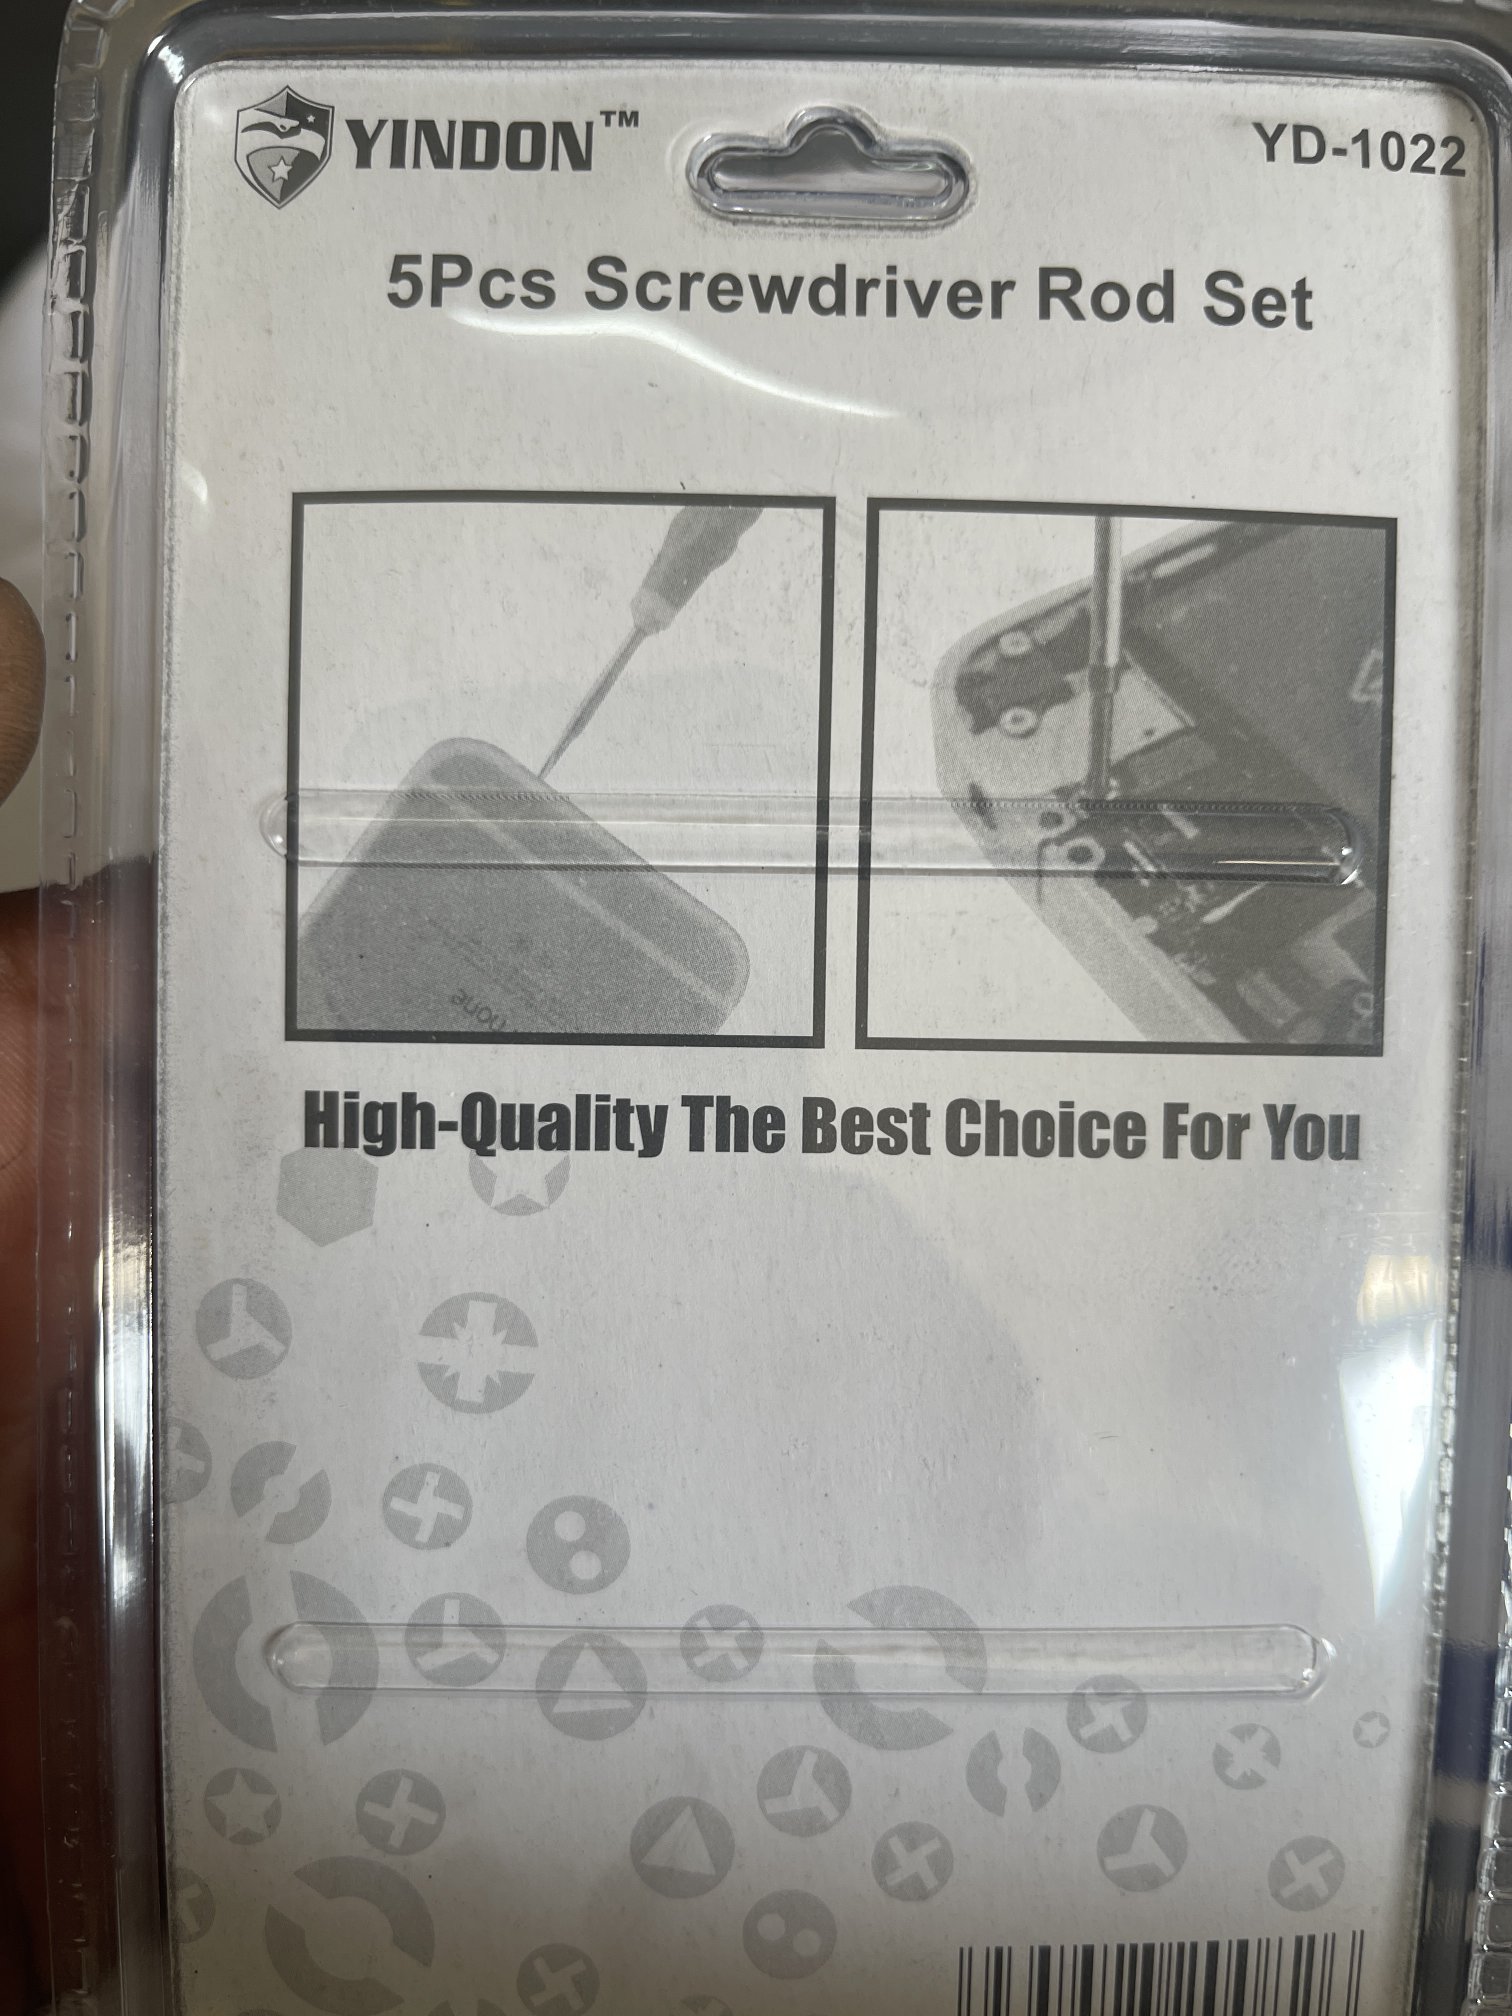 YINDON™
YD-1022
5Pcs Screwdriver Rod Set
High-Quality The Best Choice For You